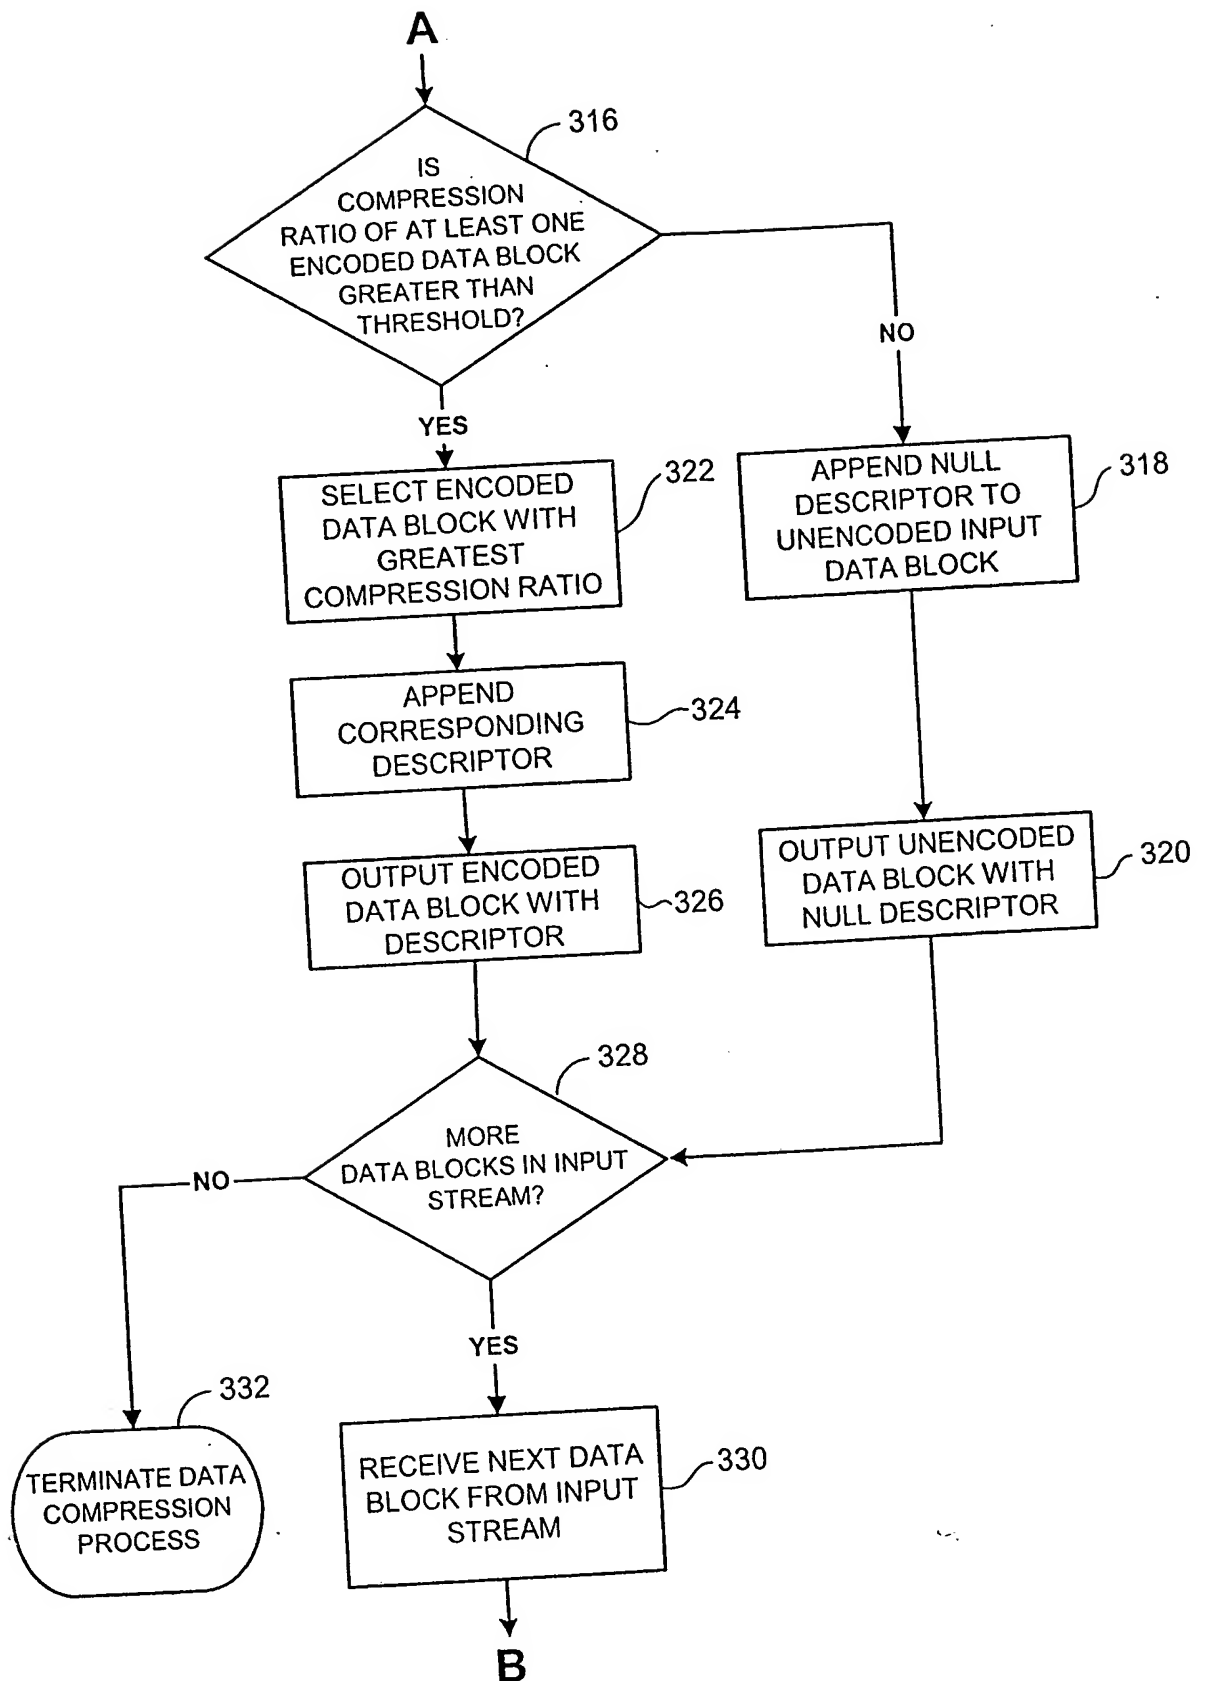 A
316
IS
COMPRESSION
RATIO OF AT LEAST ONE
ENCODED DATA BLOCK
GREATER THAN
THRESHOLD?
NO
YES
SELECT ENCODED
DATA BLOCK WITH
GREATEST
COMPRESSION RATIO
322
APPEND NULL
DESCRIPTOR TO
UNENCODED INPUT
DATA BLOCK
318
APPEND
CORRESPONDING
DESCRIPTOR
324
OUTPUT ENCODED
DATA BLOCK WITH
DESCRIPTOR
326
OUTPUT UNENCODED
DATA BLOCK WITH
NULL DESCRIPTOR
320
328
MORE
DATA BLOCKS IN INPUT
STREAM?
NO
YES
332
TERMINATE DATA
COMPRESSION
PROCESS
RECEIVE NEXT DATA
BLOCK FROM INPUT
STREAM
330
B